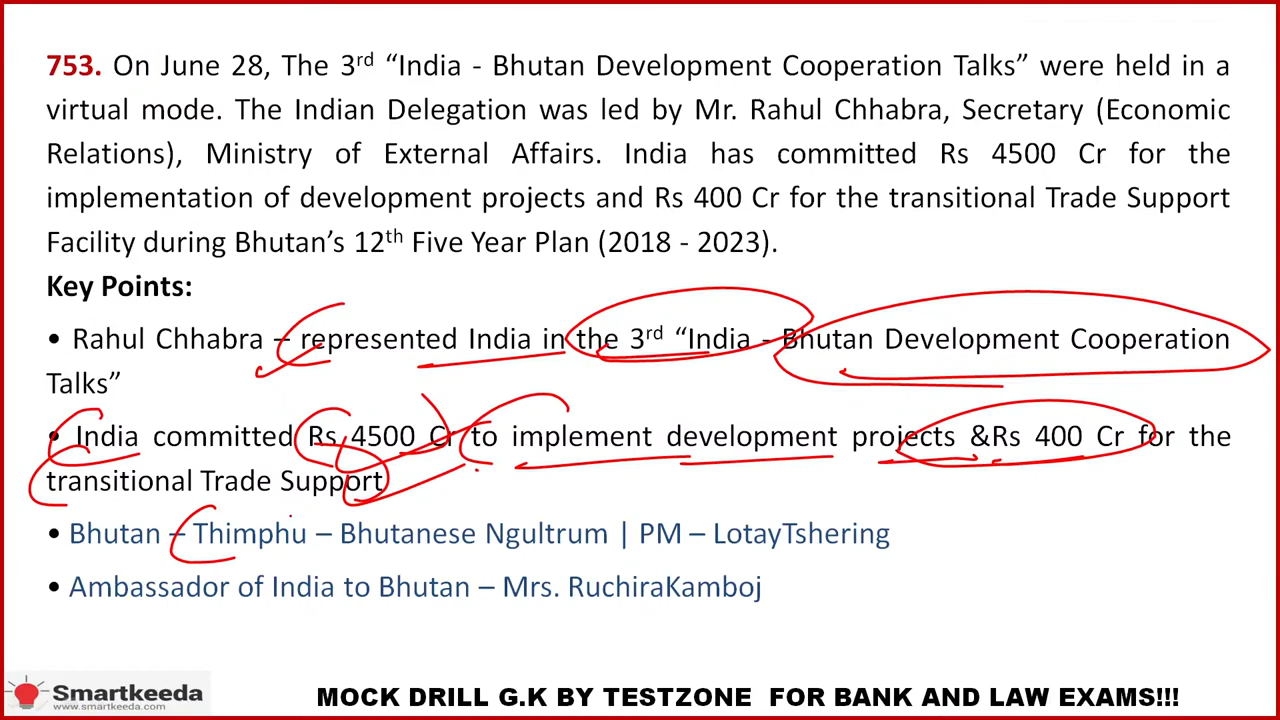 753. On June 28, The 3rd “India - Bhutan Development Cooperation Talks” were held in a
virtual mode. The Indian Delegation was led by Mr. Rahul Chhabra, Secretary (Economic
Relations), Ministry of External Affairs. India has committed Rs 4500 Cr for the
implementation of development projects and Rs 400 Cr for the transitional Trade Support
Facility during Bhutan’s 12th Five Year Plan (2018 - 2023).
Key Points:
• Rahul Chhabra – represented India in the 3rd “India - Bhutan Development Cooperation
Talks”
• India committed Rs 4500 Cr to implement development projects &Rs 400 Cr for the
transitional Trade Support
• Bhutan – Thimphu – Bhutanese Ngultrum | PM – LotayTshering
• Ambassador of India to Bhutan – Mrs. RuchiraKamboj
Smartkeeda
www.smartkeeda.com
MOCK DRILL G.K BY TESTZONE FOR BANK AND LAW EXAMS!!!